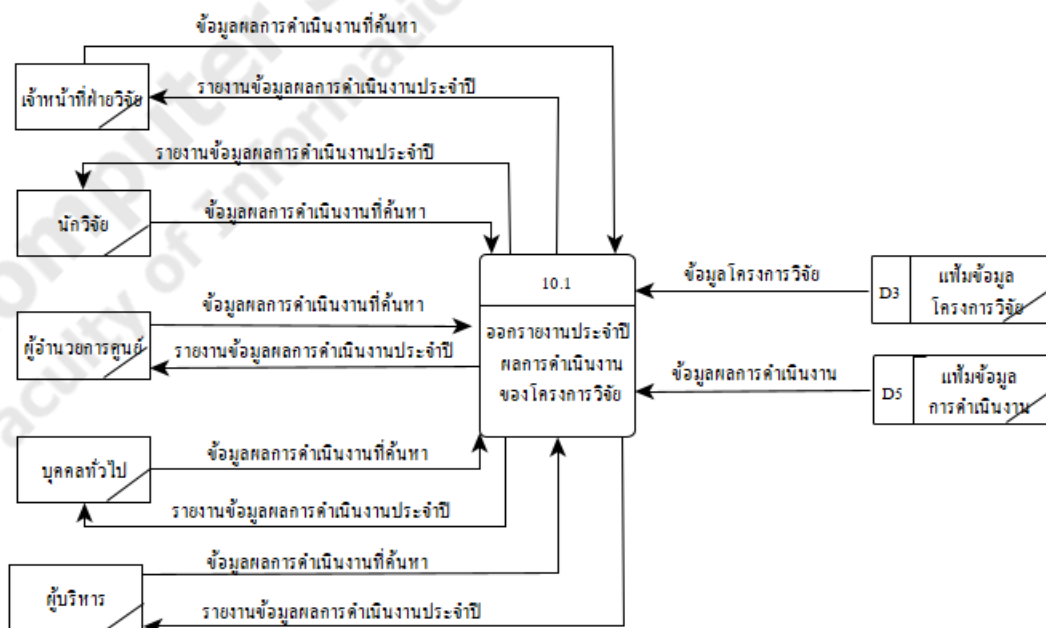 ข้อมูลผลการดำเนินงานที่ค้นหา
เจ้าหน้าที่ฝ่ายวิจัย
รายงานข้อมูลผลการดำเนินงานประจำปี
รายงานข้อมูลผลการดำเนินงานประจำปี
นักวิจัย
ข้อมูลผลการดำเนินงานที่ค้นหา
10.1
ออกรายงานประจำปี
ผลการดำเนินงาน
ของโครงการวิจัย
ข้อมูลโครงการวิจัย
D3
แฟ้มข้อมูล
โครงการวิจัย
ข้อมูลผลการดำเนินงานที่ค้นหา
ผู้อำนวยการศูนย์
รายงานข้อมูลผลการดำเนินงานประจำปี
ข้อมูลผลการดำเนินงาน
D5
แฟ้มข้อมูล
การดำเนินงาน
บุคคลทั่วไป
ข้อมูลผลการดำเนินงานที่ค้นหา
รายงานข้อมูลผลการดำเนินงานประจำปี
ข้อมูลผลการดำเนินงานที่ค้นหา
ผู้บริหาร
รายงานข้อมูลผลการดำเนินงานประจำปี
omputer
aculty of Informatio